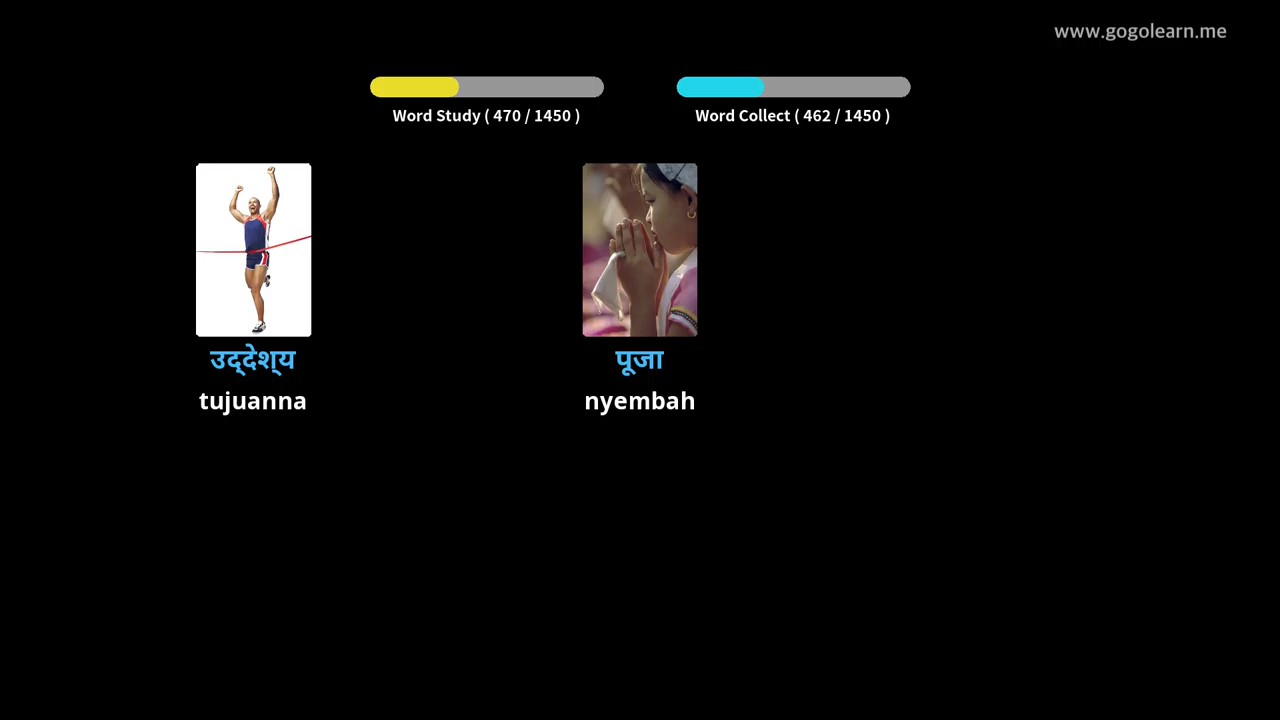 www.gogolearn.me
Word Study ( 470 / 1450 )
Word Collect ( 462 / 1450 )
उद्देश्य
पूजा
tujuanna
nyembah